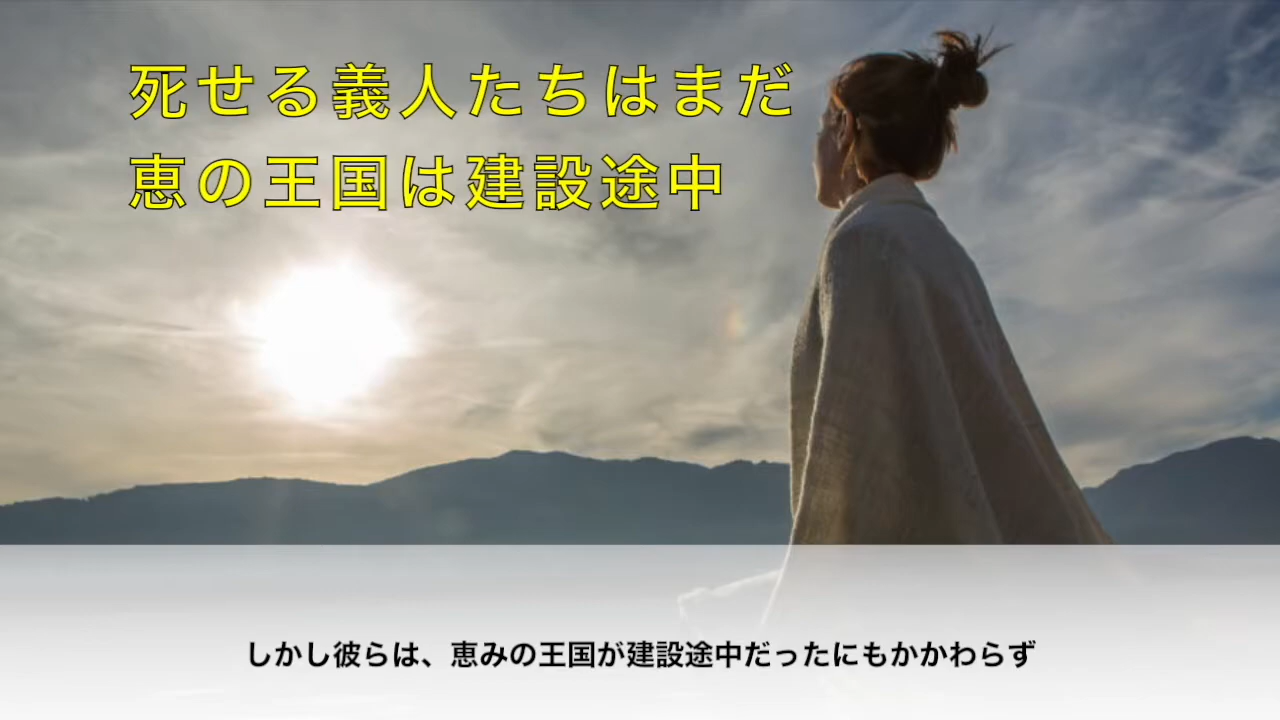 死せる義人たちはまだ
恵の王国は建設途中
しかし彼らは、恵みの王国が建設途中だったにもかかわらず